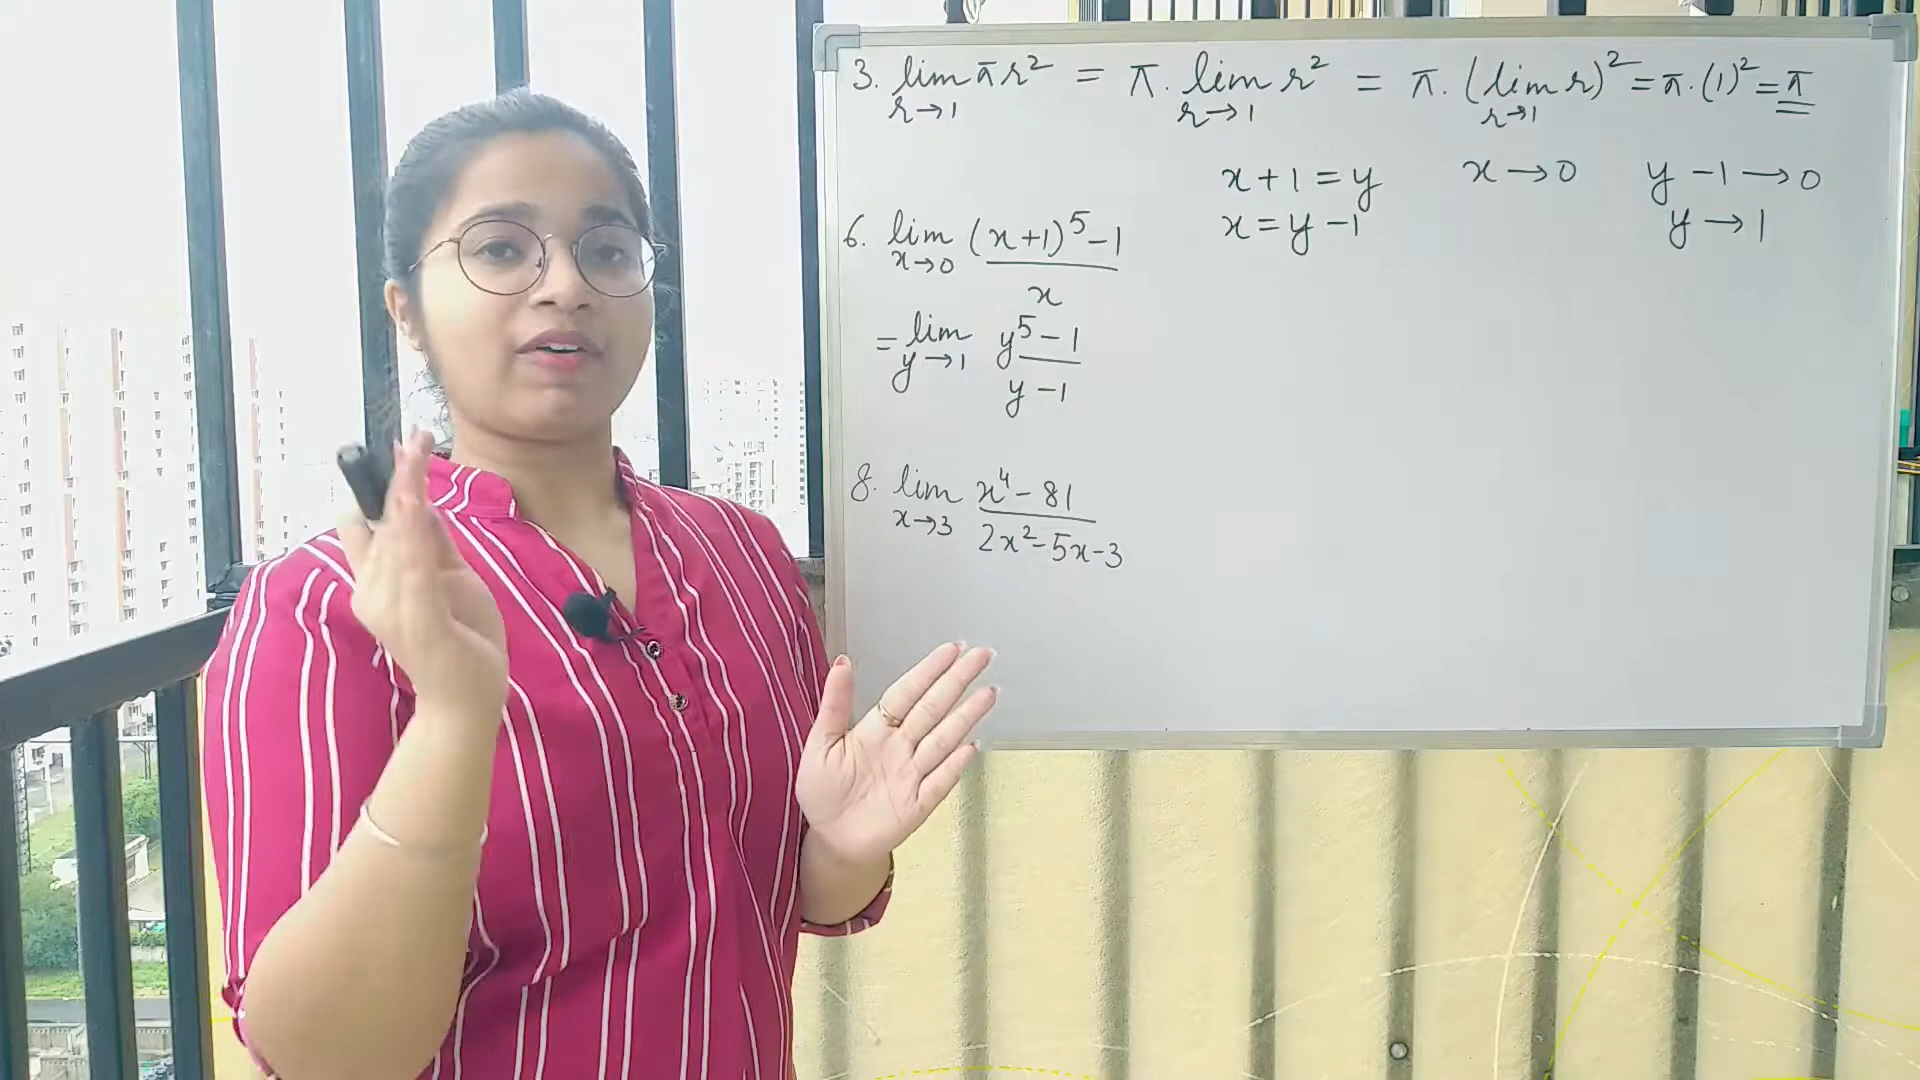 3. lim πr² = π. lim r² = π. (lim r)² = π.(1)² = π
r→1 r→1 r→1
x+1=y x→0 y-1→0
x=y-1 y→1
6. lim (x+1)⁵-1
x→0 x
= lim y⁵-1
y→1 y-1
8. lim x⁴-81
x→3 2x²-5x-3